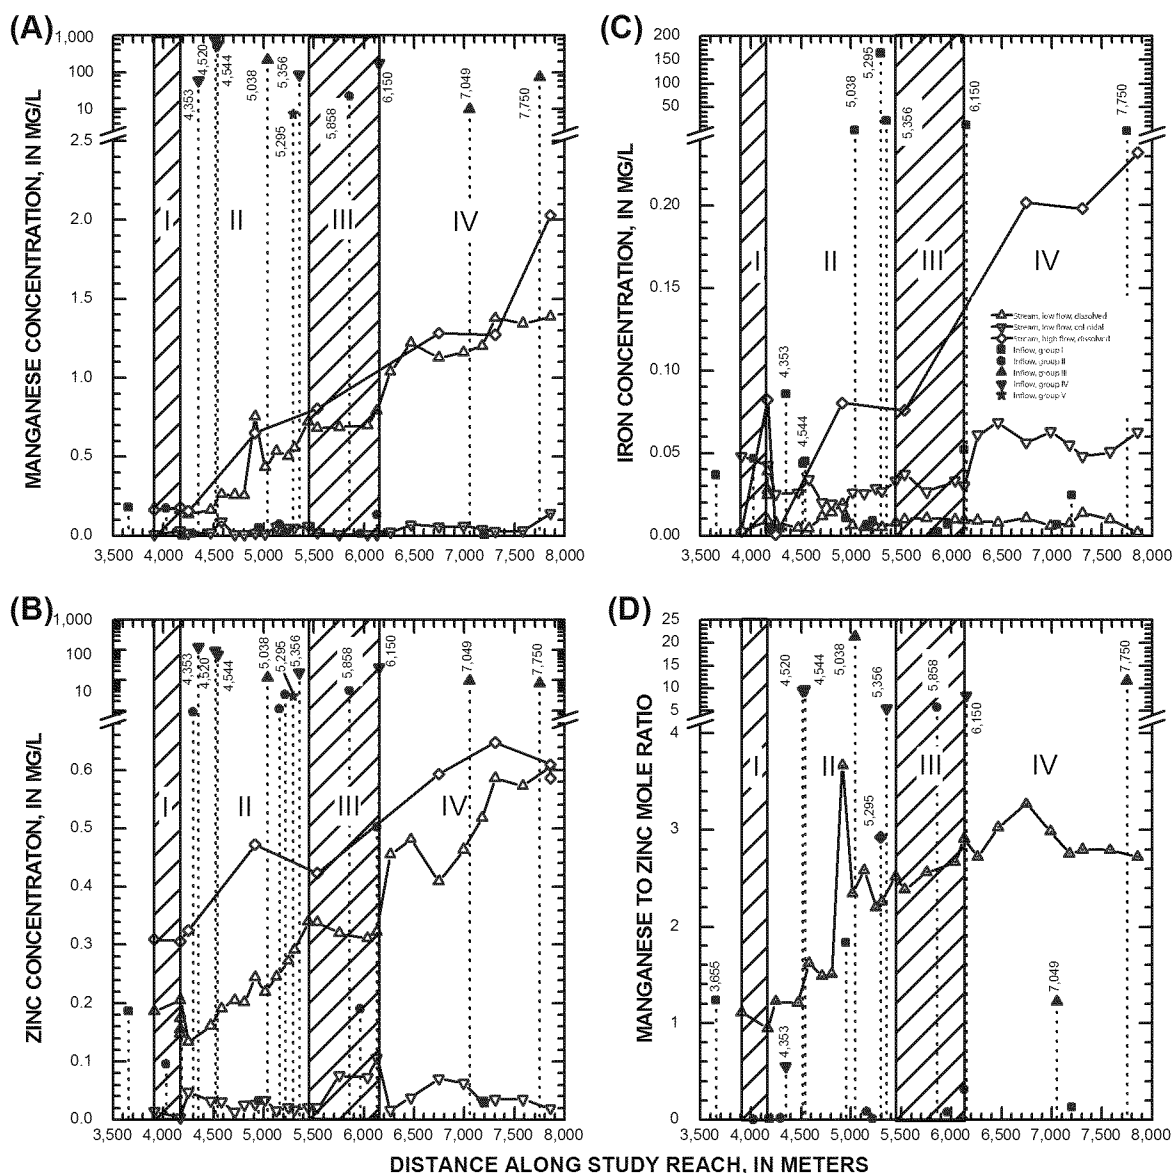 (A)
MANGANESE CONCENTRATION, IN MG/L
1,000
100
10
2.5
2.0
1.5
1.0
0.5
0.0
4,353
4,520
4,544
5,038
5,295
5,356
5,858
6,150
7,049
7,750
I
II
III
IV
3,500 4,000 4,500 5,000 5,500 6,000 6,500 7,000 7,500 8,000
(C)
IRON CONCENTRATION, IN MG/L
200
150
100
50
0.20
0.15
0.10
0.05
0.00
4,353
4,544
5,038
5,295
5,356
6,150
7,750
I
II
III
IV
Stream, low flow, dissolved
Stream, low flow, colloidal
Stream, high flow, dissolved
Inflow, group I
Inflow, group II
Inflow, group III
Inflow, group IV
Inflow, group V
3,500 4,000 4,500 5,000 5,500 6,000 6,500 7,000 7,500 8,000
(B)
ZINC CONCENTRATON, IN MG/L
1,000
100
10
0.6
0.5
0.4
0.3
0.2
0.1
0.0
4,353
4,520
4,544
5,038
5,295
5,356
5,858
6,150
7,049
7,750
I
II
III
IV
3,500 4,000 4,500 5,000 5,500 6,000 6,500 7,000 7,500 8,000
(D)
MANGANESE TO ZINC MOLE RATIO
25
20
15
10
5
4
3
2
1
0
3,655
4,353
4,520
4,544
5,038
5,295
5,356
5,858
6,150
7,049
7,750
I
II
III
IV
3,500 4,000 4,500 5,000 5,500 6,000 6,500 7,000 7,500 8,000
DISTANCE ALONG STUDY REACH, IN METERS